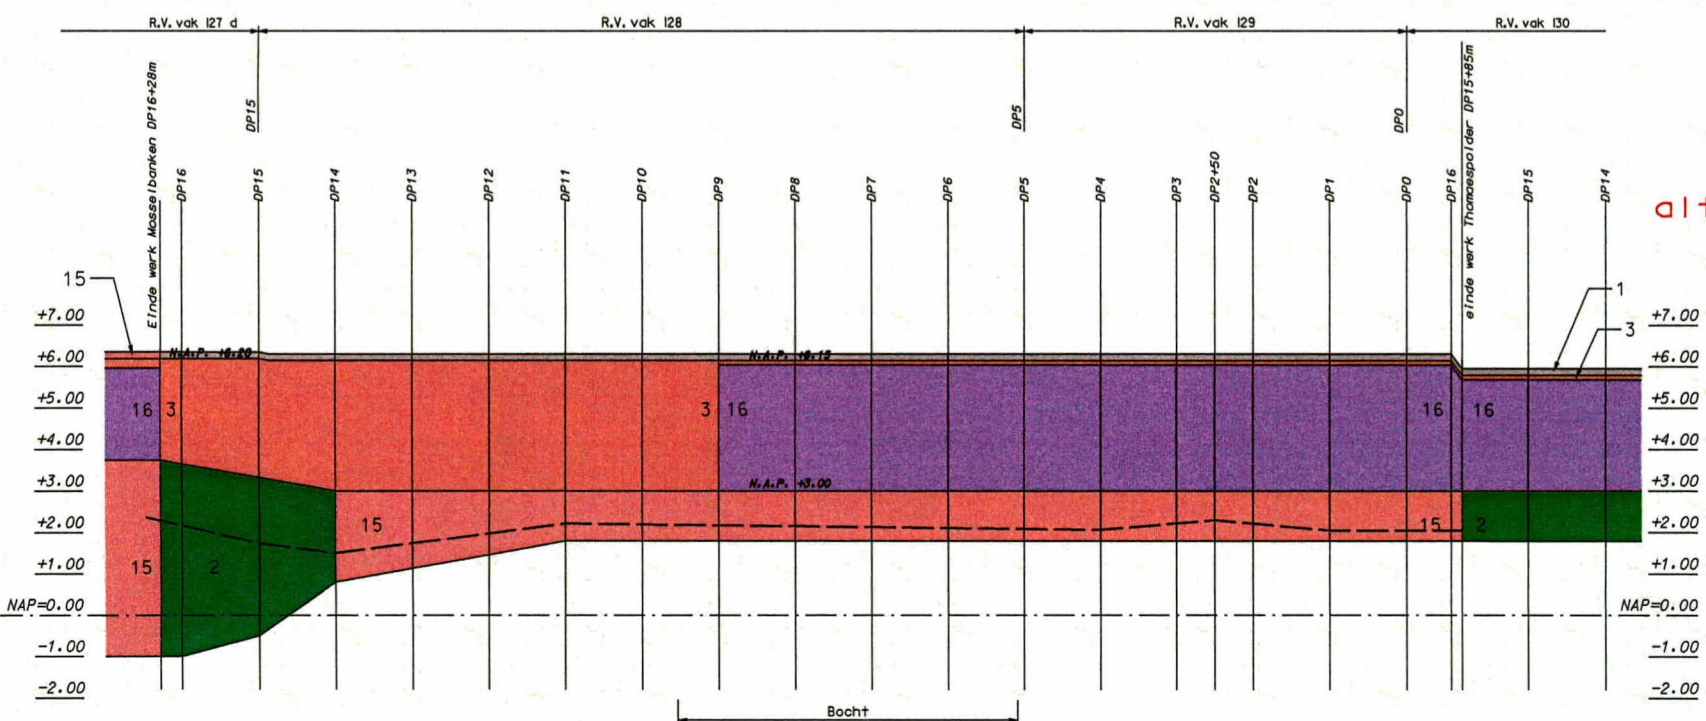 R.V. vak 127 d
R.V. vak 128
R.V. vak 129
R.V. vak 130
Einde werk Mosselbanken DP16+28m
DP15
DP5
DP0
einde werk Thomaespolder DP15+85m
DP16
DP15
DP14
DP13
DP12
DP11
DP10
DP9
DP8
DP7
DP6
DP5
DP4
DP3
DP2+50
DP2
DP1
DP0
DP16
DP15
DP14
alt
15
1
3
+7.00
+7.00
N.A.P. +6.20
N.A.P. +6.15
+6.00
+6.00
+5.00
16
3
3
16
16
16
+5.00
+4.00
+4.00
+3.00
N.A.P. +3.00
+3.00
+2.00
15
15
2
+2.00
+1.00
15
2
+1.00
NAP=0.00
NAP=0.00
-1.00
-1.00
-2.00
-2.00
Bocht